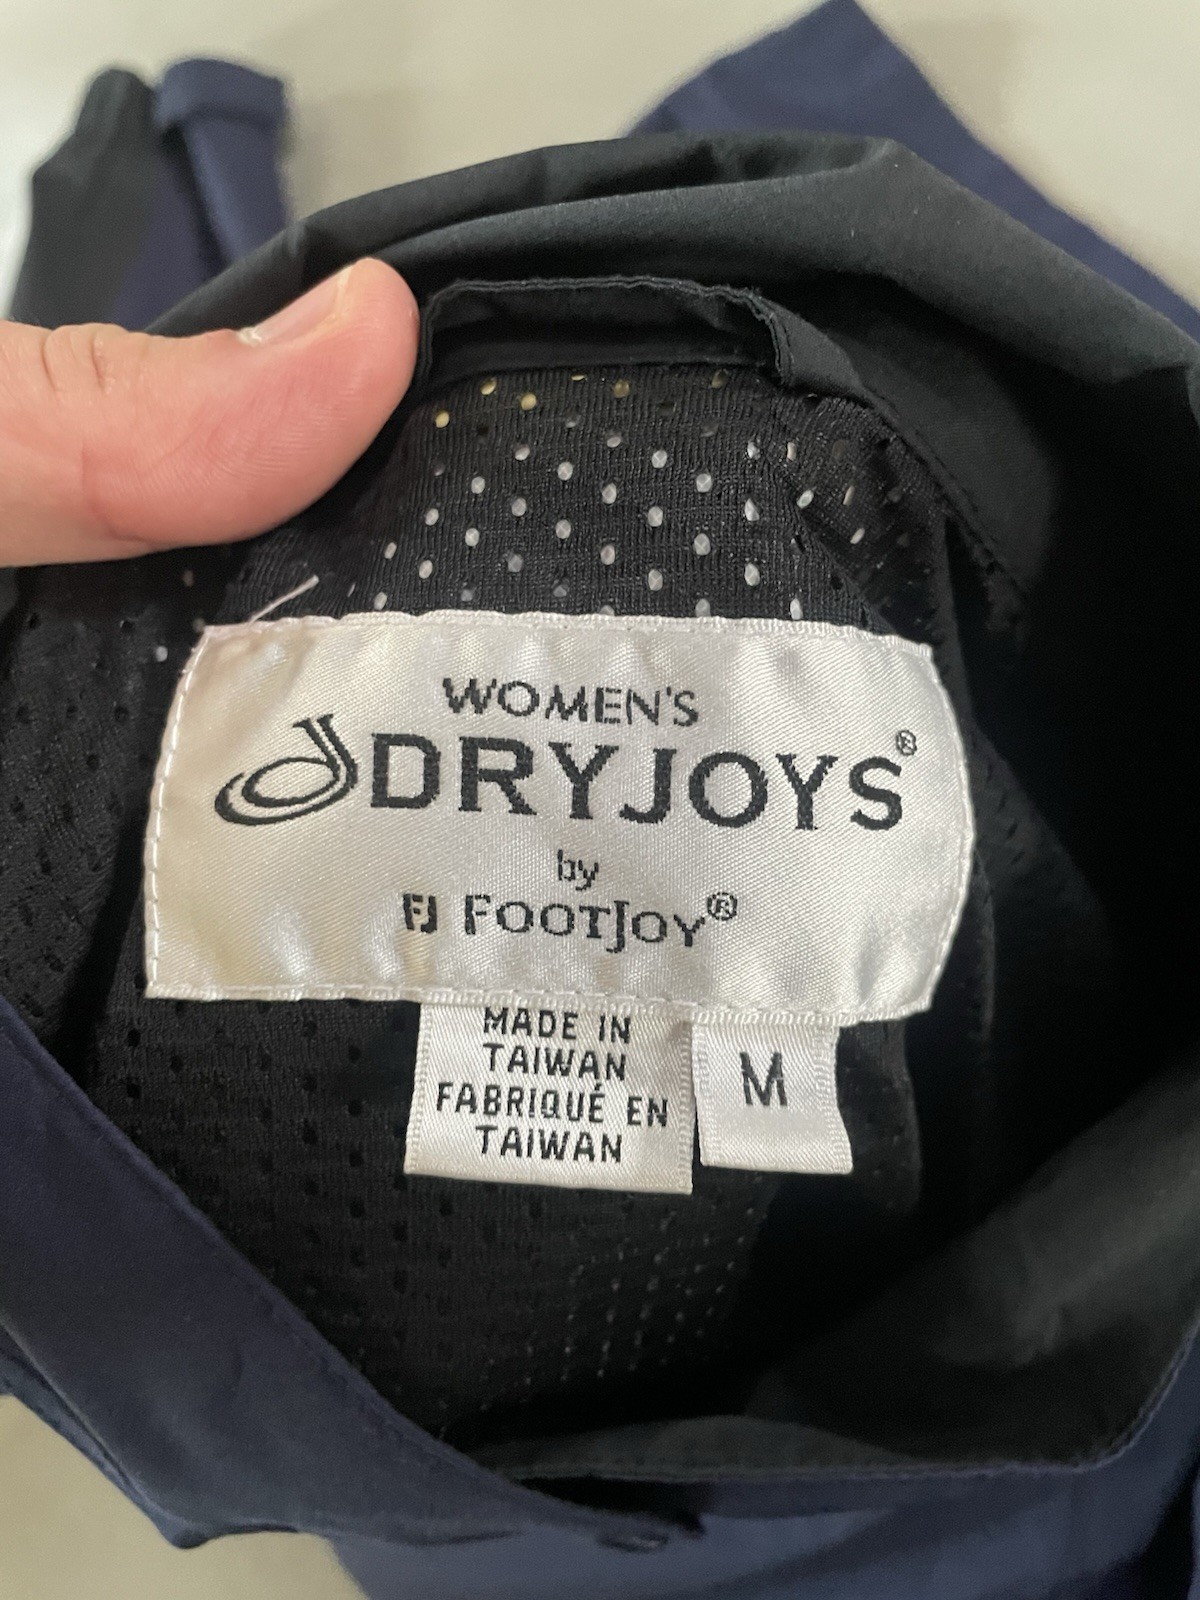 WOMEN'S
DRYJOYS®
by
FJ FOOTJOY®
MADE IN
TAIWAN
FABRIQUÉ EN
TAIWAN
M